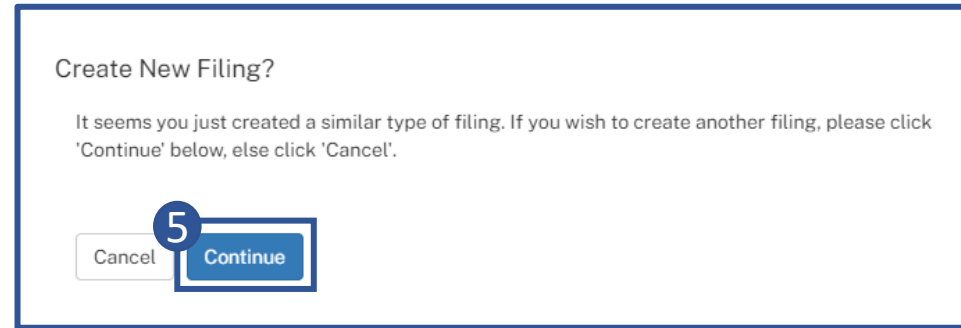 Create New Filing?
It seems you just created a similar type of filing. If you wish to create another filing, please click
'Continue' below, else click 'Cancel'.
5
Cancel Continue